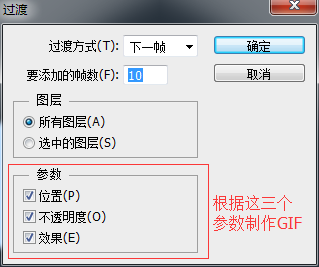 过渡
过渡方式(T): 下一帧
确定
要添加的帧数(F): 10
取消
图层
所有图层(A)
选中的图层(S)
参数
位置(P)
不透明度(O)
效果(E)
根据这三个
参数制作GIF